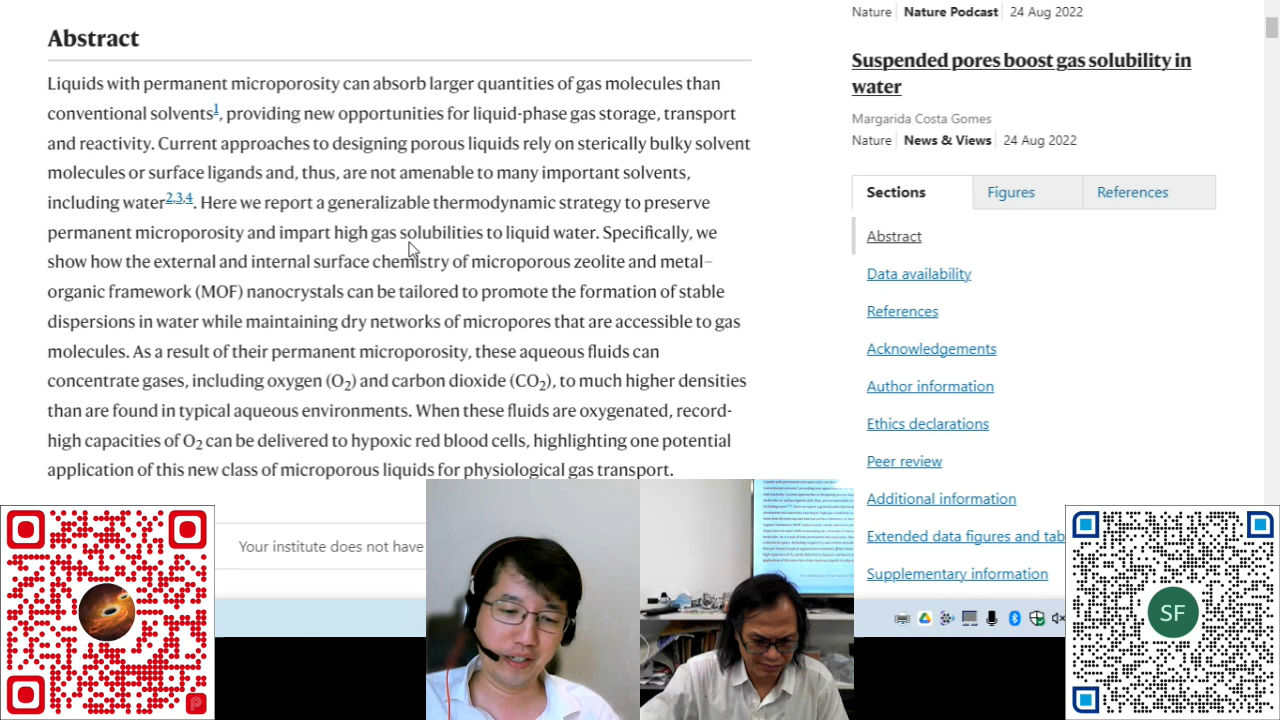 Abstract
Liquids with permanent microporosity can absorb larger quantities of gas molecules than
conventional solvents1, providing new opportunities for liquid-phase gas storage, transport
and reactivity. Current approaches to designing porous liquids rely on sterically bulky solvent
molecules or surface ligands and, thus, are not amenable to many important solvents,
including water2,3,4. Here we report a generalizable thermodynamic strategy to preserve
permanent microporosity and impart high gas solubilities to liquid water. Specifically, we
show how the external and internal surface chemistry of microporous zeolite and metal–
organic framework (MOF) nanocrystals can be tailored to promote the formation of stable
dispersions in water while maintaining dry networks of micropores that are accessible to gas
molecules. As a result of their permanent microporosity, these aqueous fluids can
concentrate gases, including oxygen (O2) and carbon dioxide (CO2), to much higher densities
than are found in typical aqueous environments. When these fluids are oxygenated, record-
high capacities of O2 can be delivered to hypoxic red blood cells, highlighting one potential
application of this new class of microporous liquids for physiological gas transport.
Your institute does not have
Nature Nature Podcast 24 Aug 2022
Suspended pores boost gas solubility in
water
Margarida Costa Gomes
Nature News & Views 24 Aug 2022
Sections Figures References
Abstract
Data availability
References
Acknowledgements
Author information
Ethics declarations
Peer review
Additional information
Extended data figures and tab
Supplementary information
SF